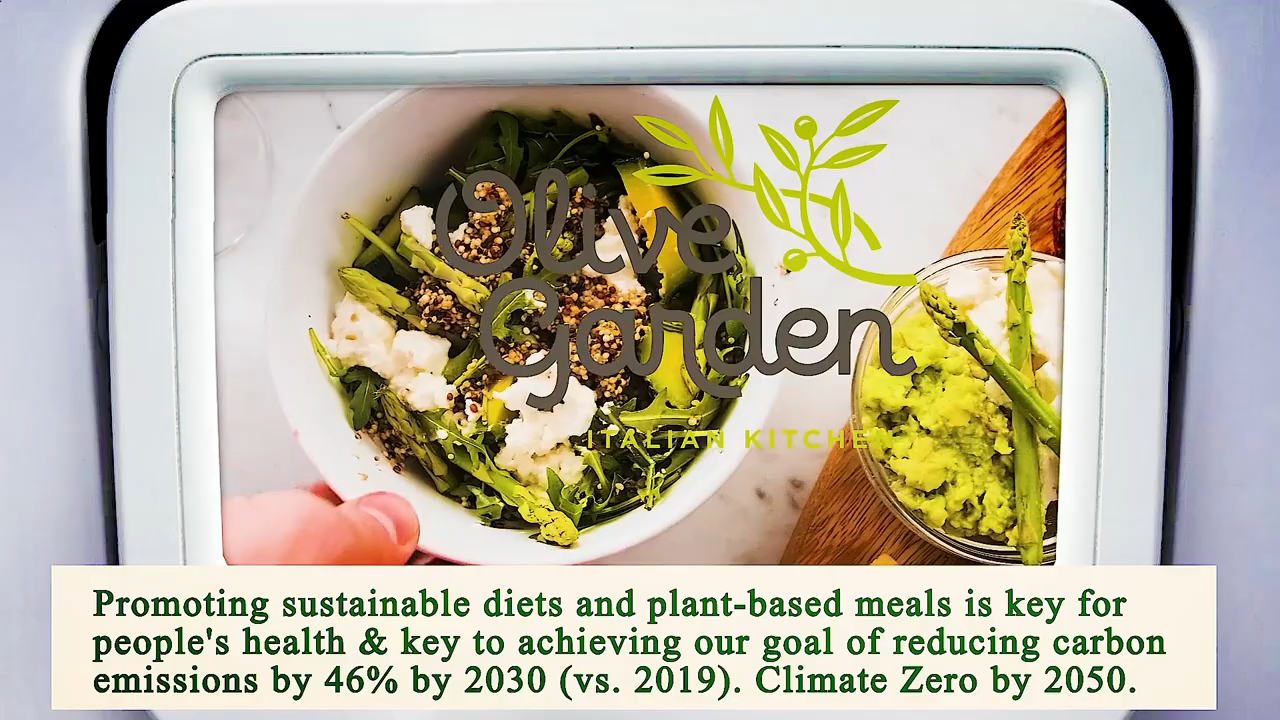 Olive
Garden
ITALIAN KITCHEN
Promoting sustainable diets and plant-based meals is key for
people's health & key to achieving our goal of reducing carbon
emissions by 46% by 2030 (vs. 2019). Climate Zero by 2050.